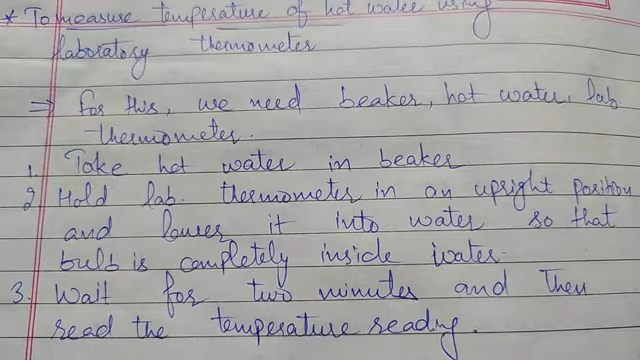 * To measure temperature of hot water using
laboratory thermometer
⇒ For this, we need beaker, hot water, lab.
thermometer.
1. Take hot water in beaker
2. Hold lab. thermometer in an upright position
and lower it into water so that
bulb is completely inside water.
3. Wait for two minutes and then
read the temperature reading.